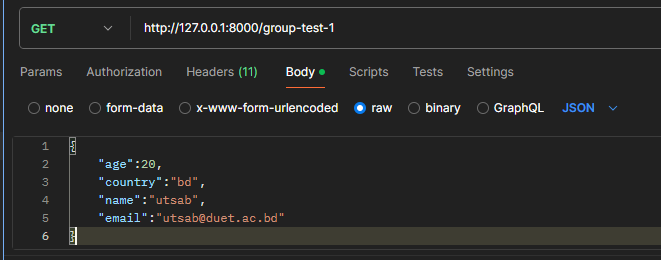 GET http://127.0.0.1:8000/group-test-1
Params Authorization Headers (11) Body Scripts Tests Settings
none form-data x-www-form-urlencoded raw binary GraphQL JSON
1 {
2 "age":20,
3 "country":"bd",
4 "name":"utsab",
5 "email":"utsab@duet.ac.bd"
6 }